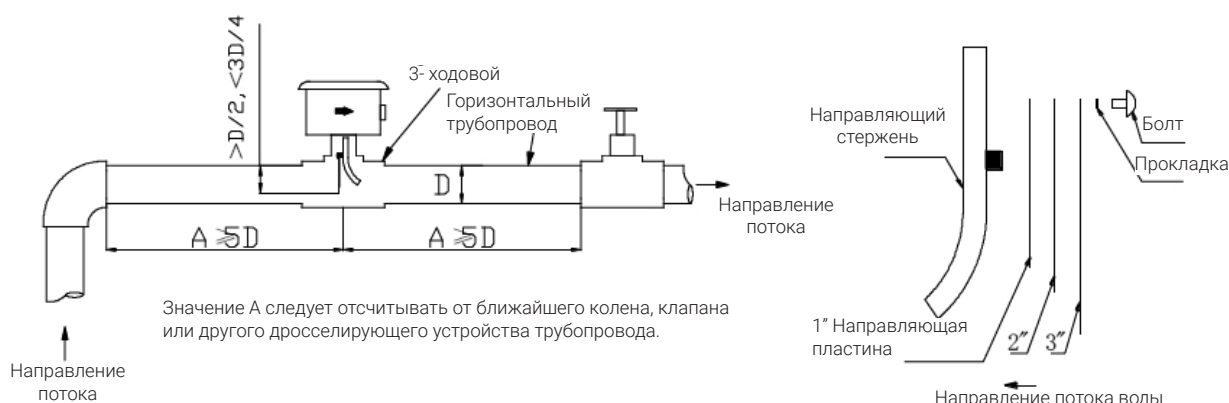 >D/2, <3D/4
3- ходовой
Горизонтальный
трубопровод
D
Направление
потока
A ≥5D
A ≥5D
Значение А следует отсчитывать от ближайшего колена, клапана
или другого дросселирующего устройства трубопровода.
Направление
потока
Направляющий
стержень
Болт
Прокладка
1” Направляющая
пластина
2″
3″
Направление потока воды